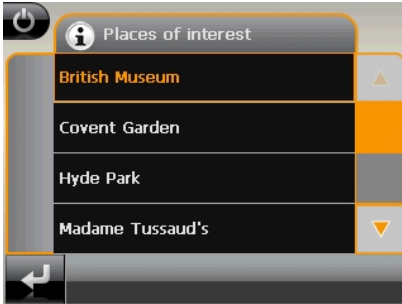 Places of interest
British Museum
Covent Garden
Hyde Park
Madame Tussaud's